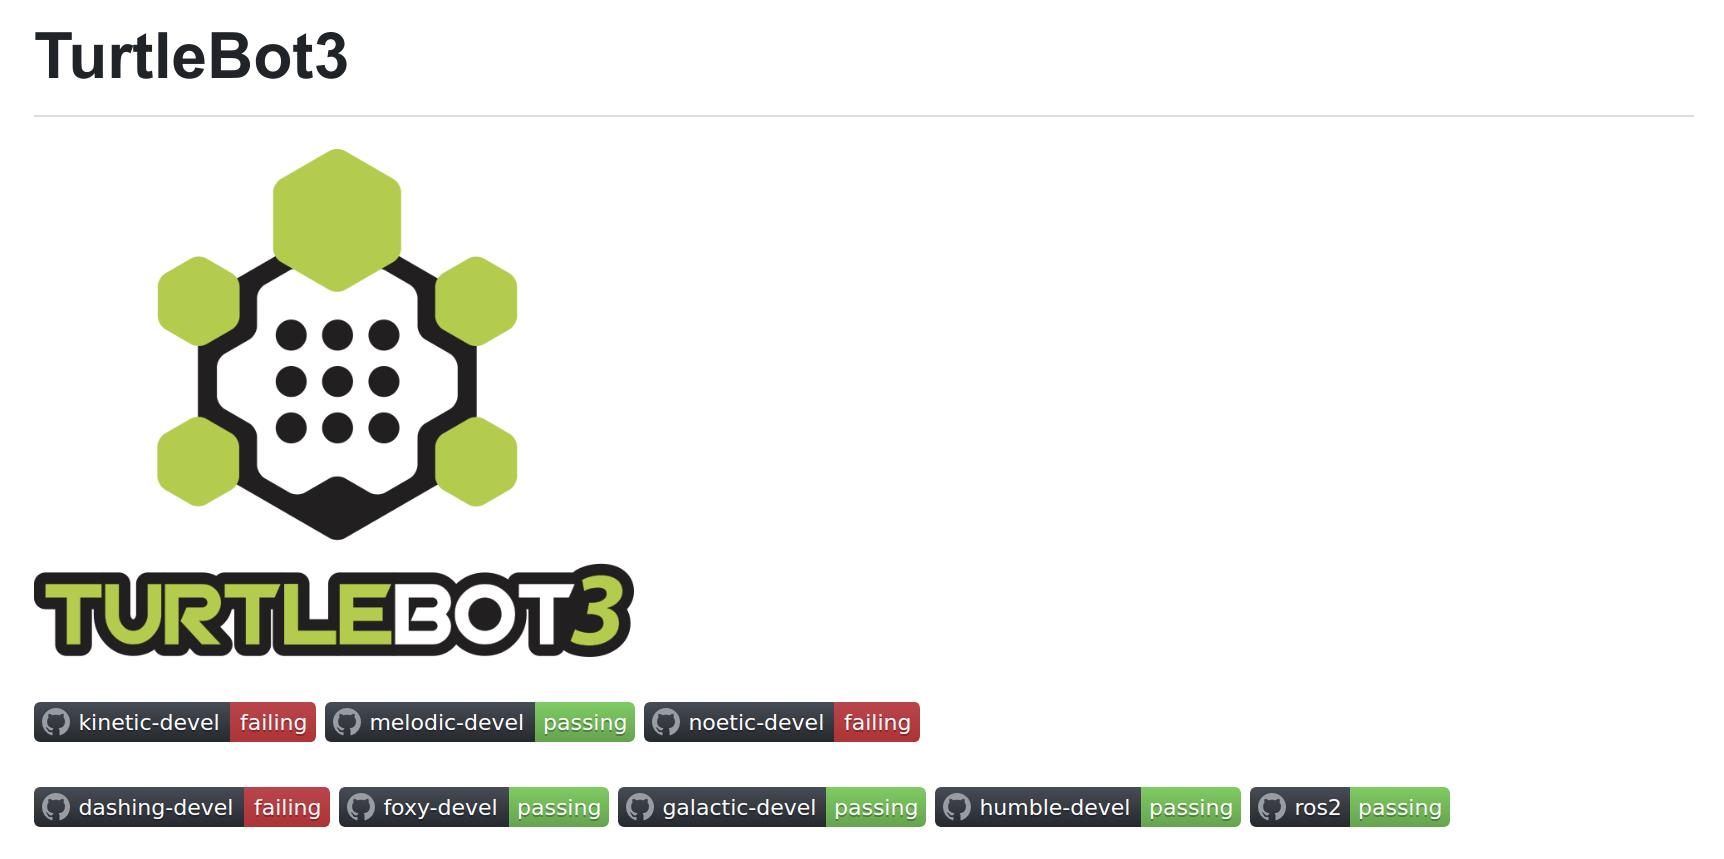 TurtleBot3
TURTLEBOT3
kinetic-devel failing melodic-devel passing noetic-devel failing
dashing-devel failing foxy-devel passing galactic-devel passing humble-devel passing ros2 passing